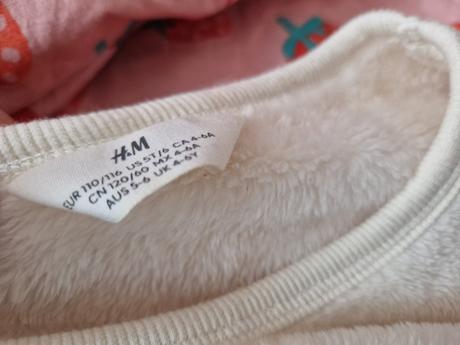 H&M
EUR 110/116 US 5T/6 CA 4-6A
CN 120/60 MX 4-6A
AUS 5-6 UK 4-6Y